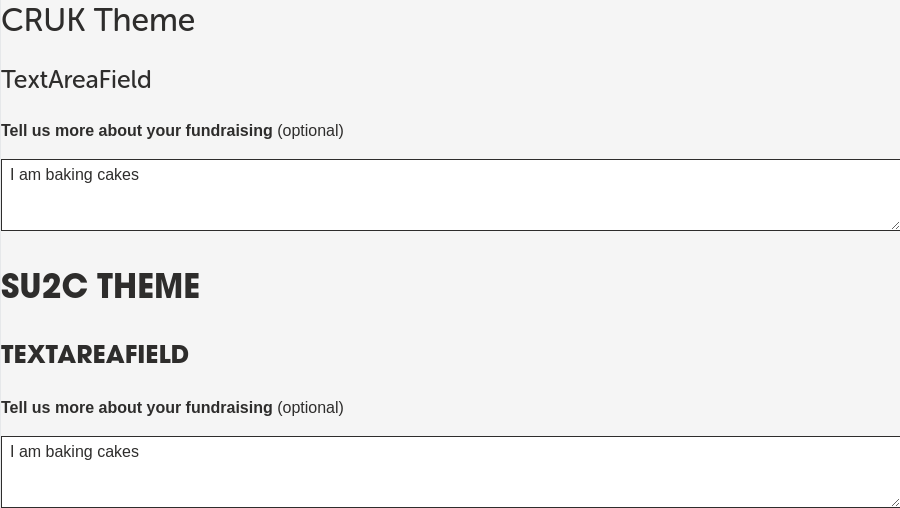 CRUK Theme
TextAreaField
Tell us more about your fundraising (optional)
I am baking cakes
SU2C THEME
TEXTAREAFIELD
Tell us more about your fundraising (optional)
I am baking cakes